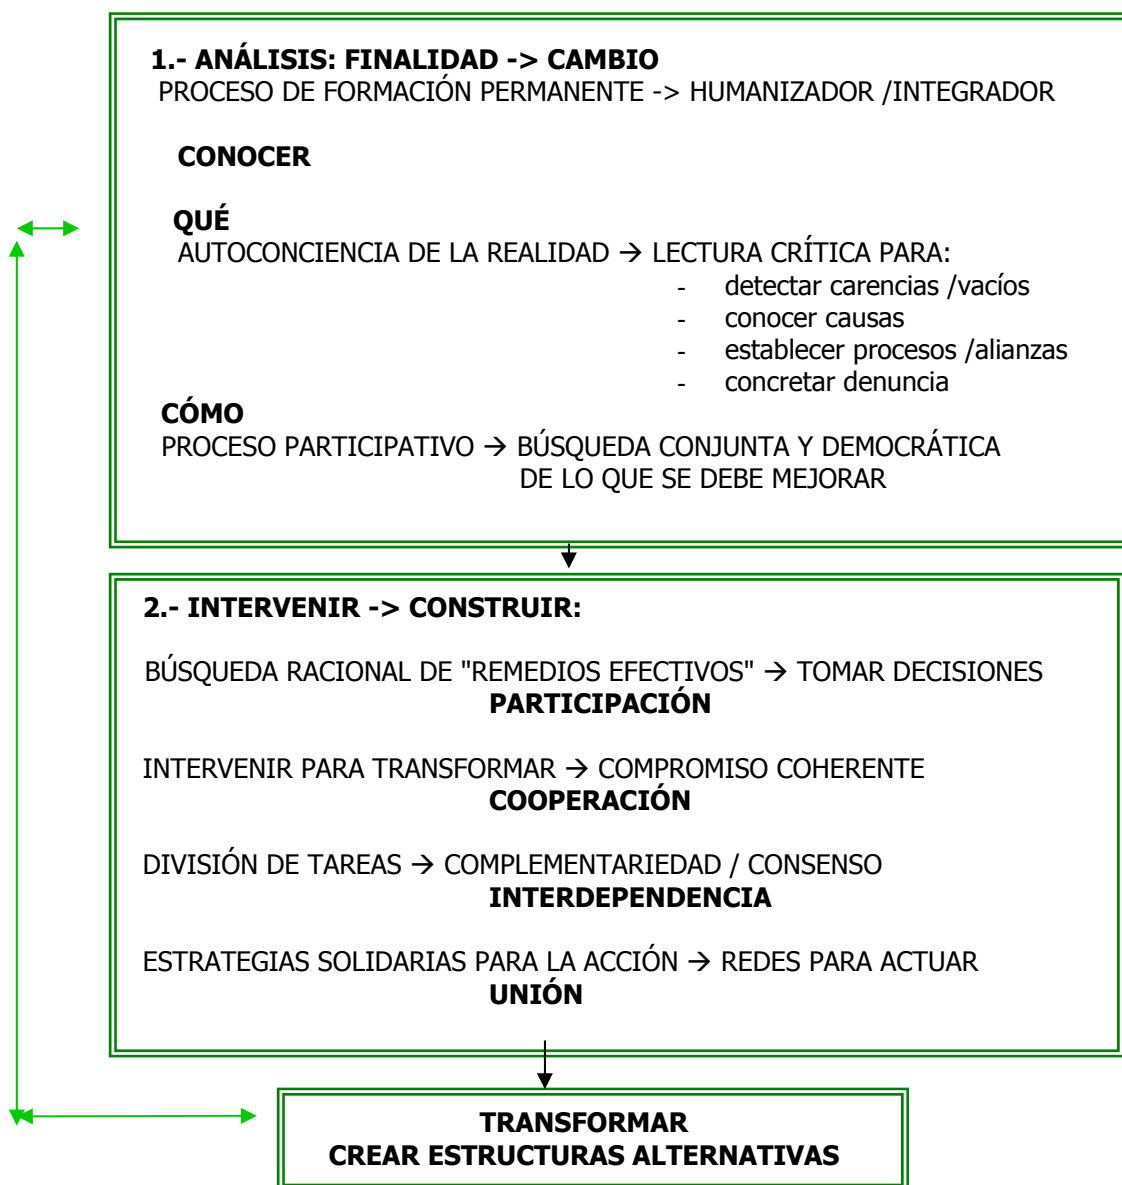 1.- ANÁLISIS: FINALIDAD -> CAMBIO
PROCESO DE FORMACIÓN PERMANENTE -> HUMANIZADOR /INTEGRADOR
CONOCER
QUÉ
AUTOCONCIENCIA DE LA REALIDAD → LECTURA CRÍTICA PARA:
- detectar carencias /vacíos
- conocer causas
- establecer procesos /alianzas
- concretar denuncia
CÓMO
PROCESO PARTICIPATIVO → BÚSQUEDA CONJUNTA Y DEMOCRÁTICA
DE LO QUE SE DEBE MEJORAR
2.- INTERVENIR -> CONSTRUIR:
BÚSQUEDA RACIONAL DE "REMEDIOS EFECTIVOS" → TOMAR DECISIONES
PARTICIPACIÓN
INTERVENIR PARA TRANSFORMAR → COMPROMISO COHERENTE
COOPERACIÓN
DIVISIÓN DE TAREAS → COMPLEMENTARIEDAD / CONSENSO
INTERDEPENDENCIA
ESTRATEGIAS SOLIDARIAS PARA LA ACCIÓN → REDES PARA ACTUAR
UNIÓN
TRANSFORMAR
CREAR ESTRUCTURAS ALTERNATIVAS